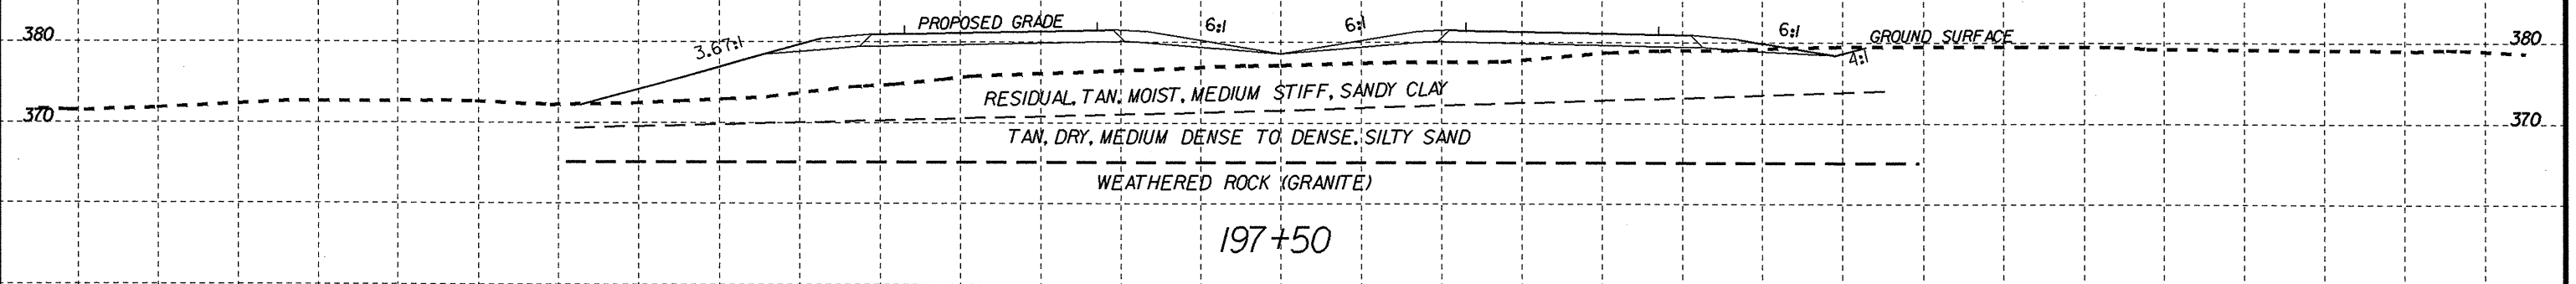 PROPOSED GRADE 6:1 6:1 6:1
380 3.67:1 GROUND SURFACE 380
4:1
RESIDUAL, TAN, MOIST, MEDIUM STIFF, SANDY CLAY
370 370
TAN, DRY, MEDIUM DENSE TO DENSE, SILTY SAND
WEATHERED ROCK (GRANITE)
197+50